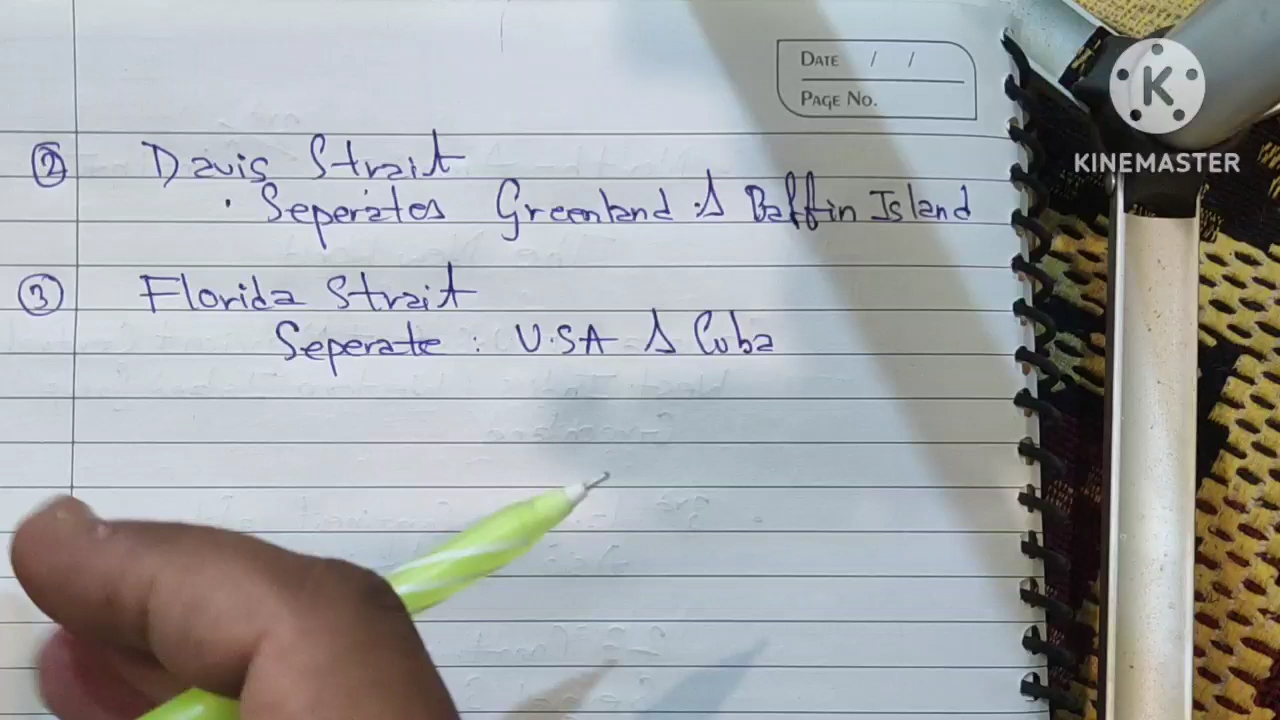 DATE / /
PAGE No.
KINEMASTER
② Davis Strait
· Seperates Greenland & Baffin Island
③ Florida Strait
Seperate : U.S.A & Cuba